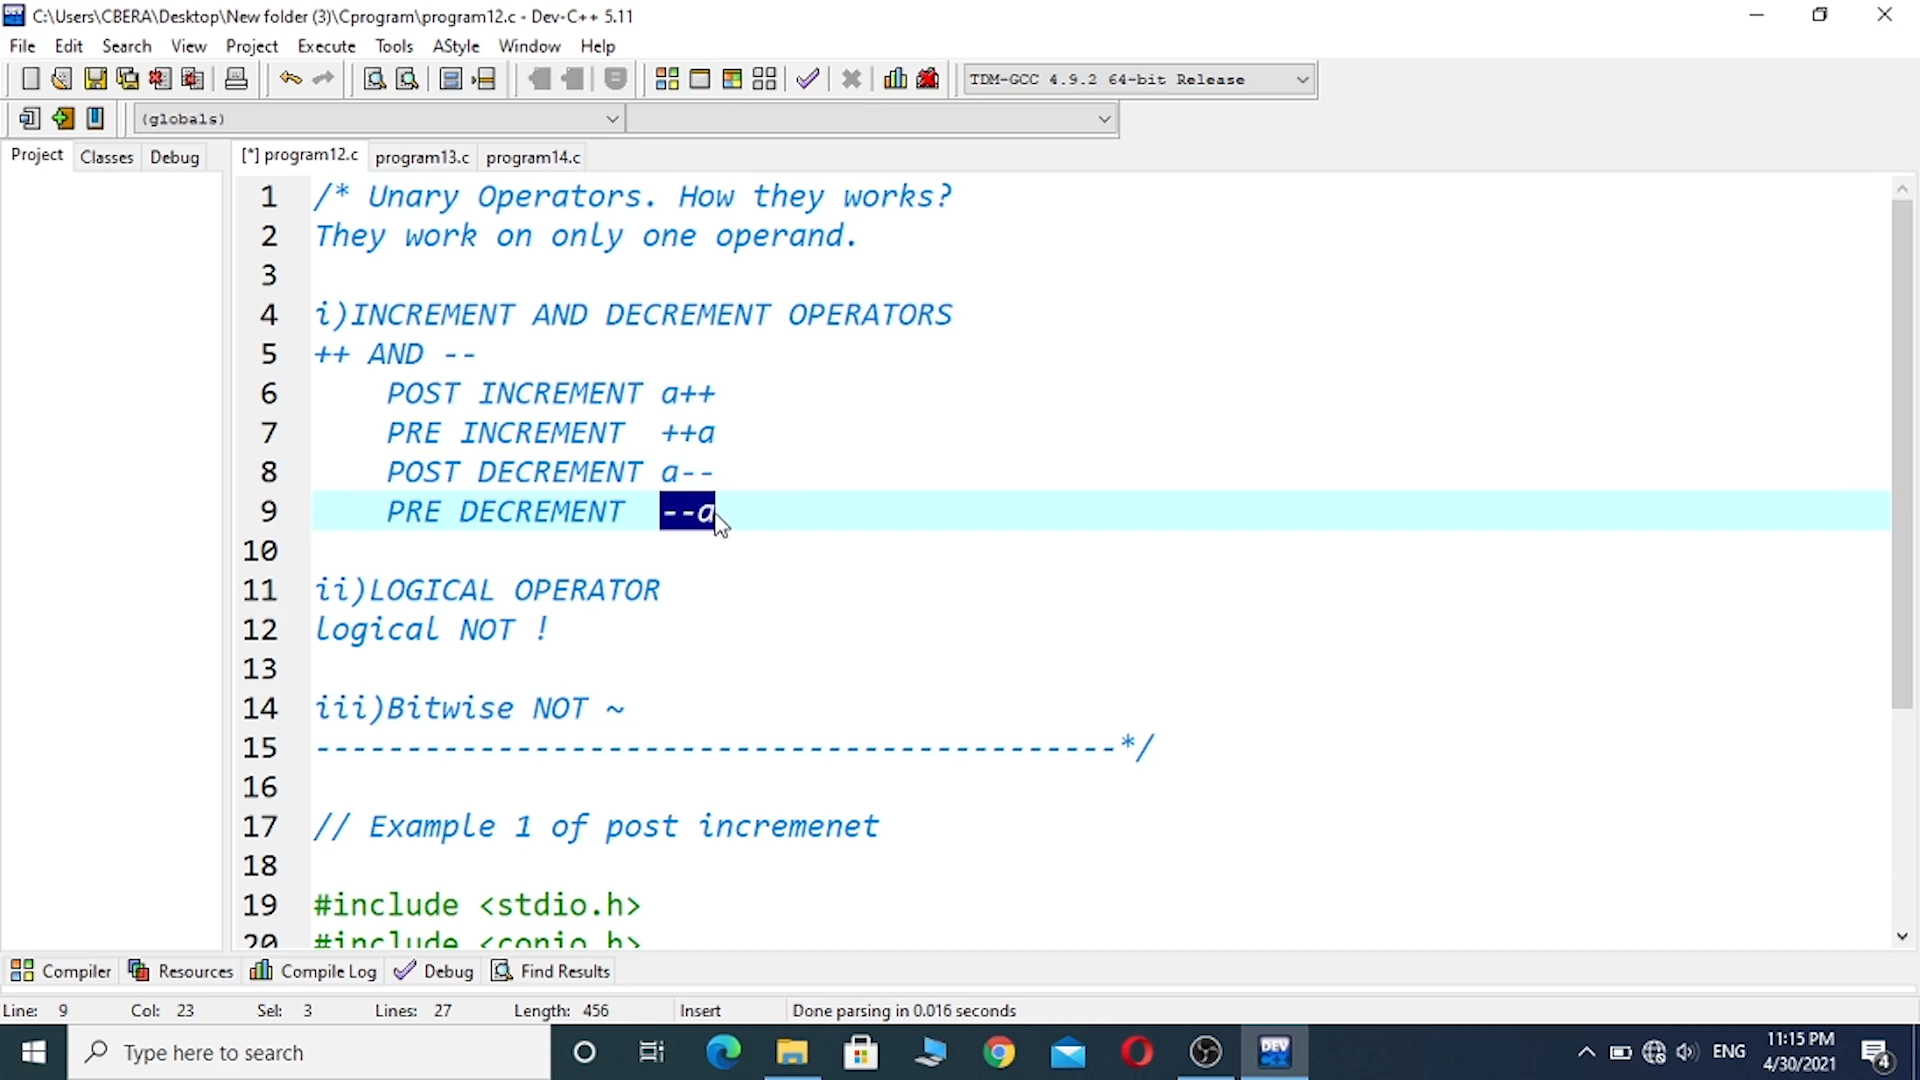 C:\Users\CBERA\Desktop\New folder (3)\Cprogram\program12.c - Dev-C++ 5.11
File Edit Search View Project Execute Tools AStyle Window Help
TDM-GCC 4.9.2 64-bit Release
(globals)
Project Classes Debug [*] program12.c program13.c program14.c
1 /* Unary Operators. How they works?
2 They work on only one operand.
3
4 i)INCREMENT AND DECREMENT OPERATORS
5 ++ AND --
6 POST INCREMENT a++
7 PRE INCREMENT ++a
8 POST DECREMENT a--
9 PRE DECREMENT --a
10
11 ii)LOGICAL OPERATOR
12 logical NOT !
13
14 iii)Bitwise NOT ~
15 --------------------------------------------*/
16
17 // Example 1 of post incremenet
18
19 #include <stdio.h>
20 #include <conio.h>
Compiler Resources Compile Log Debug Find Results
Line: 9 Col: 23 Sel: 3 Lines: 27 Length: 456 Insert Done parsing in 0.016 seconds
Type here to search
DEV C++
ENG
11:15 PM
4/30/2021
4